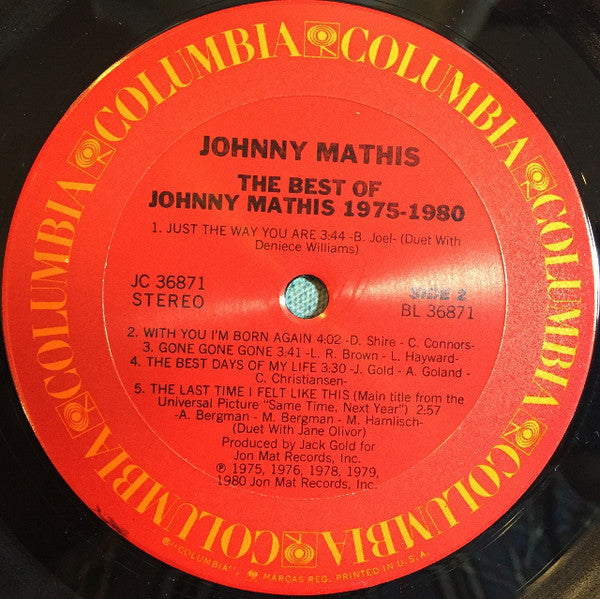 COLUMBIA COLUMBIA COLUMBIA COLUMBIA COLUMBIA COLUMBIA
JOHNNY MATHIS
THE BEST OF
JOHNNY MATHIS 1975-1980
1. JUST THE WAY YOU ARE 3:44 -B. Joel- (Duet With
Deniece Williams)
JC 36871
STEREO
SIDE 2
BL 36871
2. WITH YOU I'M BORN AGAIN 4:02 -D. Shire - C. Connors-
3. GONE GONE GONE 3:41 - L. R. Brown - L. Hayward-
4. THE BEST DAYS OF MY LIFE 3:30 -J. Gold - A. Goland -
C. Christiansen-
5. THE LAST TIME I FELT LIKE THIS (Main title from the
Universal Picture "Same Time, Next Year") 2:57
-A. Bergman - M. Bergman - M. Hamlisch-
(Duet With Jane Olivor)
Produced by Jack Gold for
Jon Mat Records, Inc.
℗ 1975, 1976, 1978, 1979,
1980 Jon Mat Records, Inc.
® "COLUMBIA", MARCAS REG. PRINTED IN U.S.A.